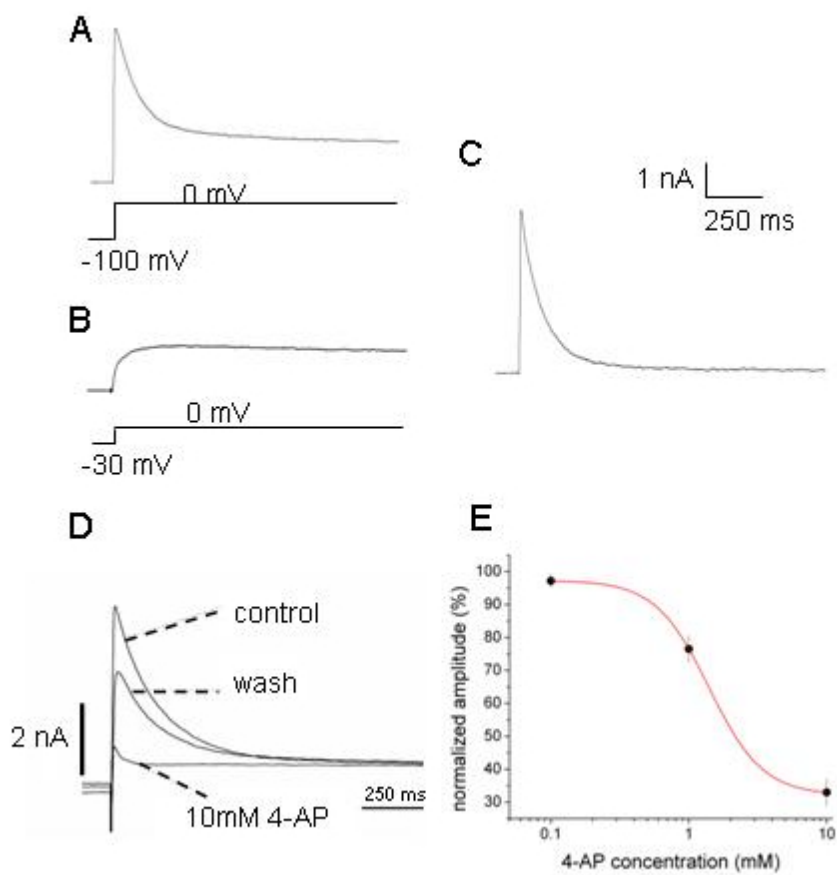 A
0 mV
-100 mV
B
0 mV
-30 mV
C
1 nA
250 ms
D
control
wash
2 nA
10mM 4-AP
250 ms
E
normalized amplitude (%)
100
90
80
70
60
50
40
30
0.1
1
10
4-AP concentration (mM)